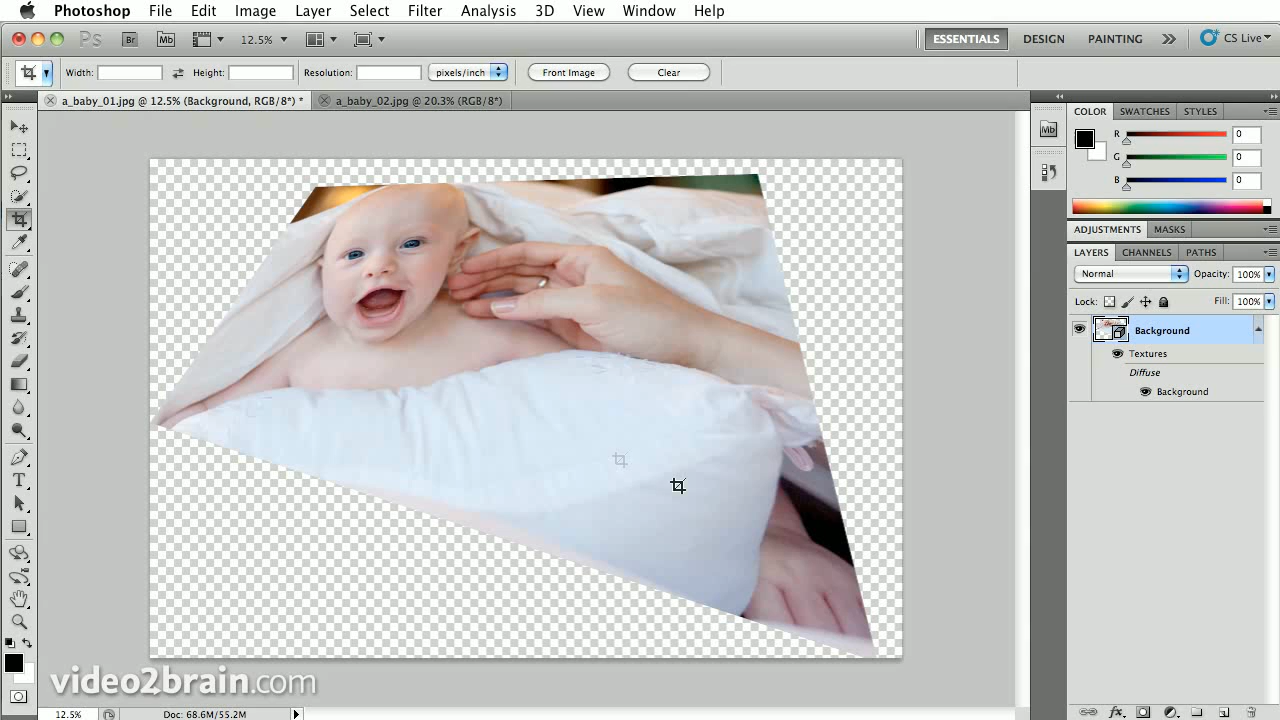 Photoshop File Edit Image Layer Select Filter Analysis 3D View Window Help
Ps Br Mb 12.5% ESSENTIALS DESIGN PAINTING CS Live
Width: Height: Resolution: pixels/inch Front Image Clear
a_baby_01.jpg @ 12.5% (Background, RGB/8*) * a_baby_02.jpg @ 20.3% (RGB/8*)
Mb
COLOR SWATCHES STYLES
R 0
G 0
B 0
ADJUSTMENTS MASKS
LAYERS CHANNELS PATHS
Normal Opacity: 100%
Lock: Fill: 100%
Background
Textures
Diffuse
Background
T
video2brain.com
12.5% Doc: 68.6M/55.2M
fx